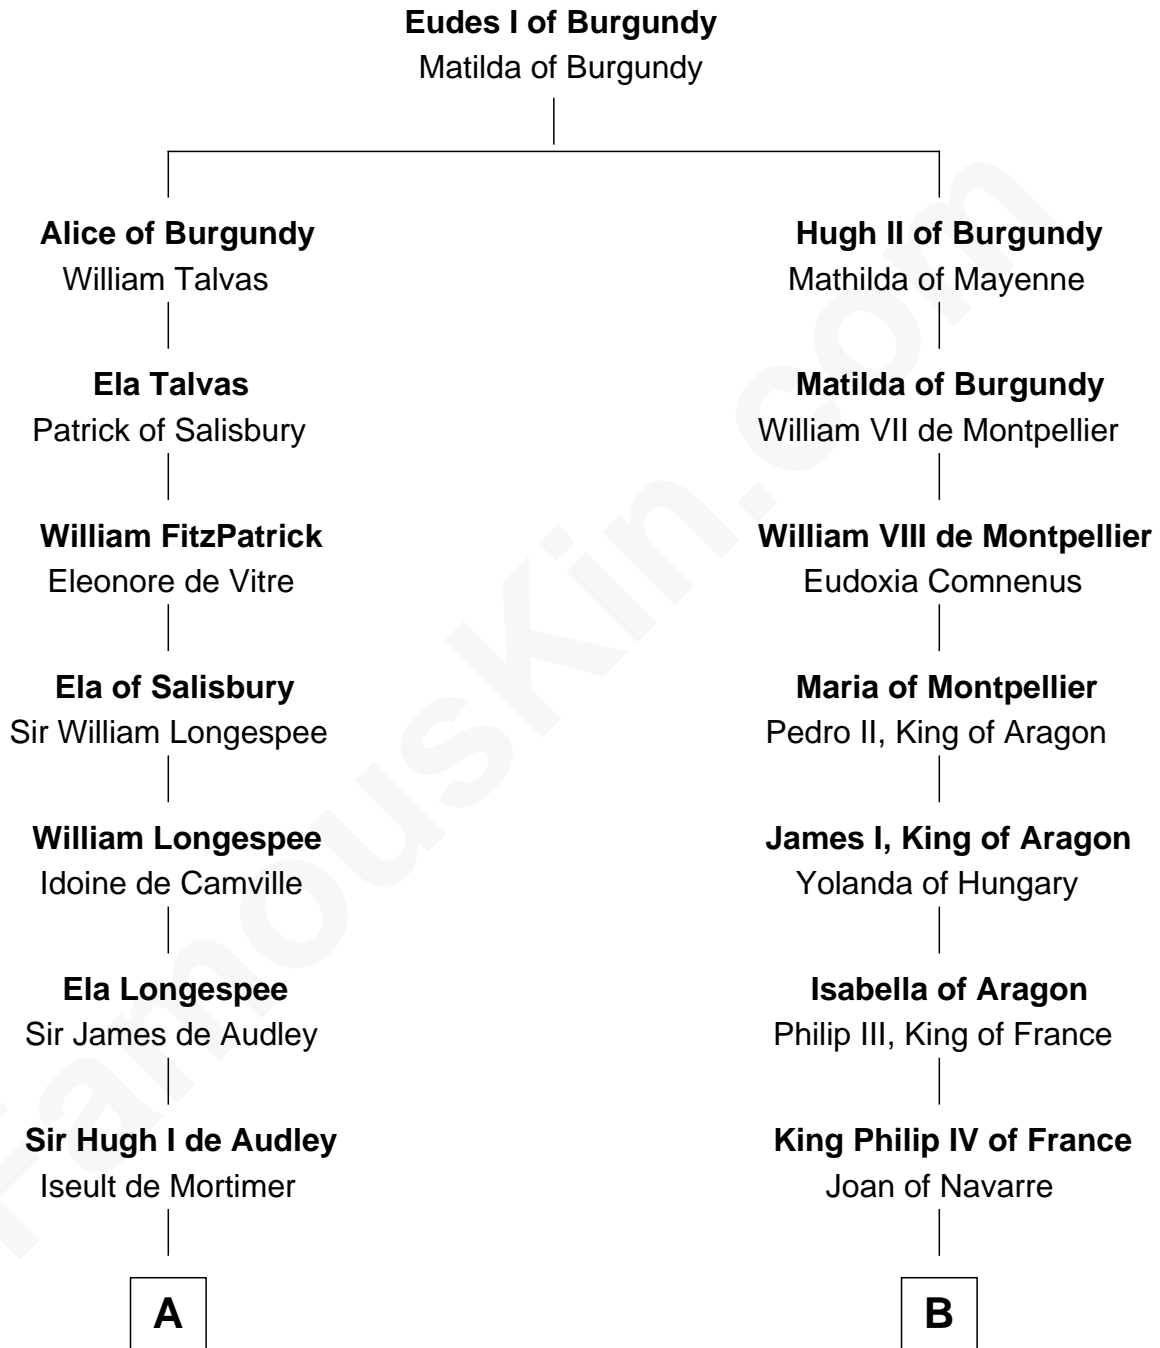 Eudes I of Burgundy
Matilda of Burgundy
Alice of Burgundy
William Talvas
Hugh II of Burgundy
Mathilda of Mayenne
Ela Talvas
Patrick of Salisbury
Matilda of Burgundy
William VII de Montpellier
William FitzPatrick
Eleonore de Vitre
William VIII de Montpellier
Eudoxia Comnenus
Ela of Salisbury
Sir William Longespee
Maria of Montpellier
Pedro II, King of Aragon
William Longespee
Idoine de Camville
James I, King of Aragon
Yolanda of Hungary
Ela Longespee
Sir James de Audley
Isabella of Aragon
Philip III, King of France
Sir Hugh I de Audley
Iseult de Mortimer
King Philip IV of France
Joan of Navarre
A
B
FamousKin.com